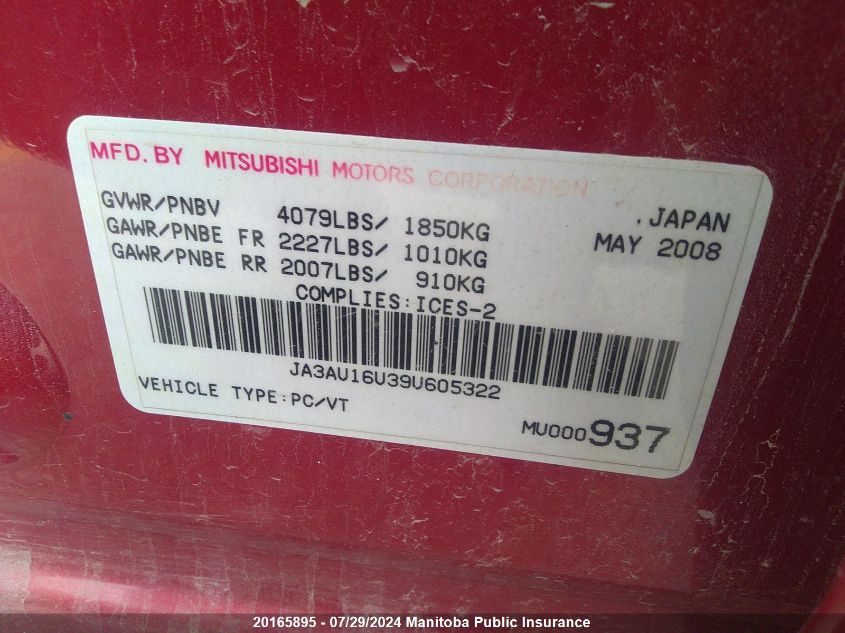 MFD. BY MITSUBISHI MOTORS CORPORATION
GVWR/PNBV 4079LBS/ 1850KG , JAPAN
GAWR/PNBE FR 2227LBS/ 1010KG MAY 2008
GAWR/PNBE RR 2007LBS/ 910KG
COMPLIES:ICES-2
JA3AU16U39U605322
VEHICLE TYPE:PC/VT
MU000937
20165895 - 07/29/2024 Manitoba Public Insurance